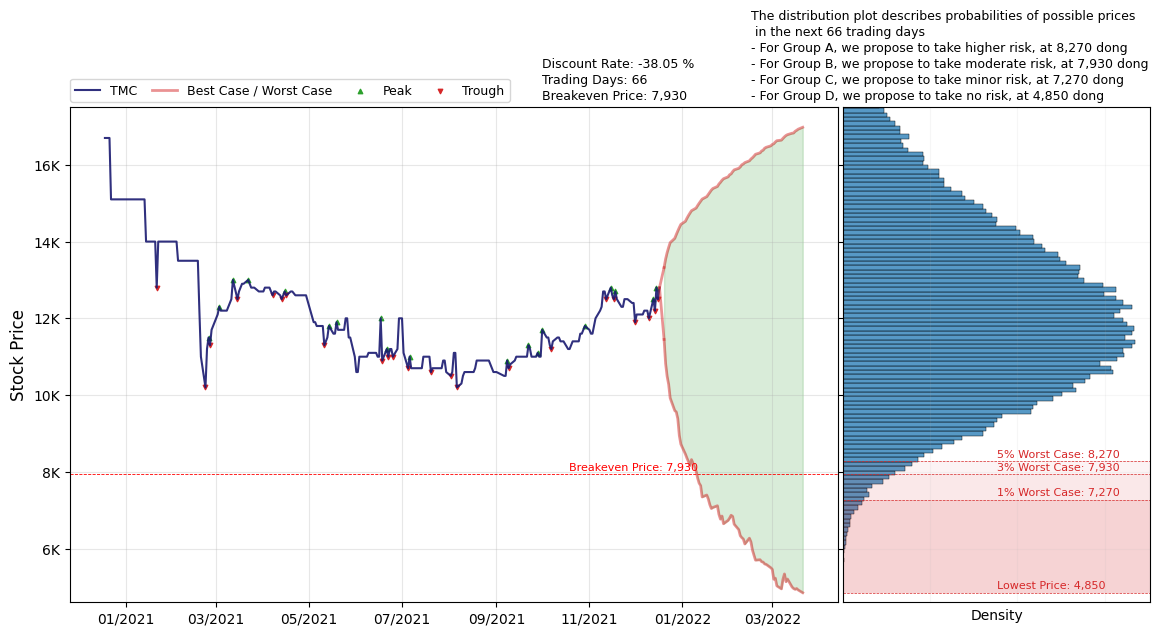 The distribution plot describes probabilities of possible prices
in the next 66 trading days
- For Group A, we propose to take higher risk, at 8,270 dong
- For Group B, we propose to take moderate risk, at 7,930 dong
- For Group C, we propose to take minor risk, at 7,270 dong
- For Group D, we propose to take no risk, at 4,850 dong
Discount Rate: -38.05 %
Trading Days: 66
Breakeven Price: 7,930
TMC Best Case / Worst Case Peak Trough
Stock Price
16K
14K
12K
10K
8K
6K
Breakeven Price: 7,930
5% Worst Case: 8,270
3% Worst Case: 7,930
1% Worst Case: 7,270
Lowest Price: 4,850
01/2021 03/2021 05/2021 07/2021 09/2021 11/2021 01/2022 03/2022
Density